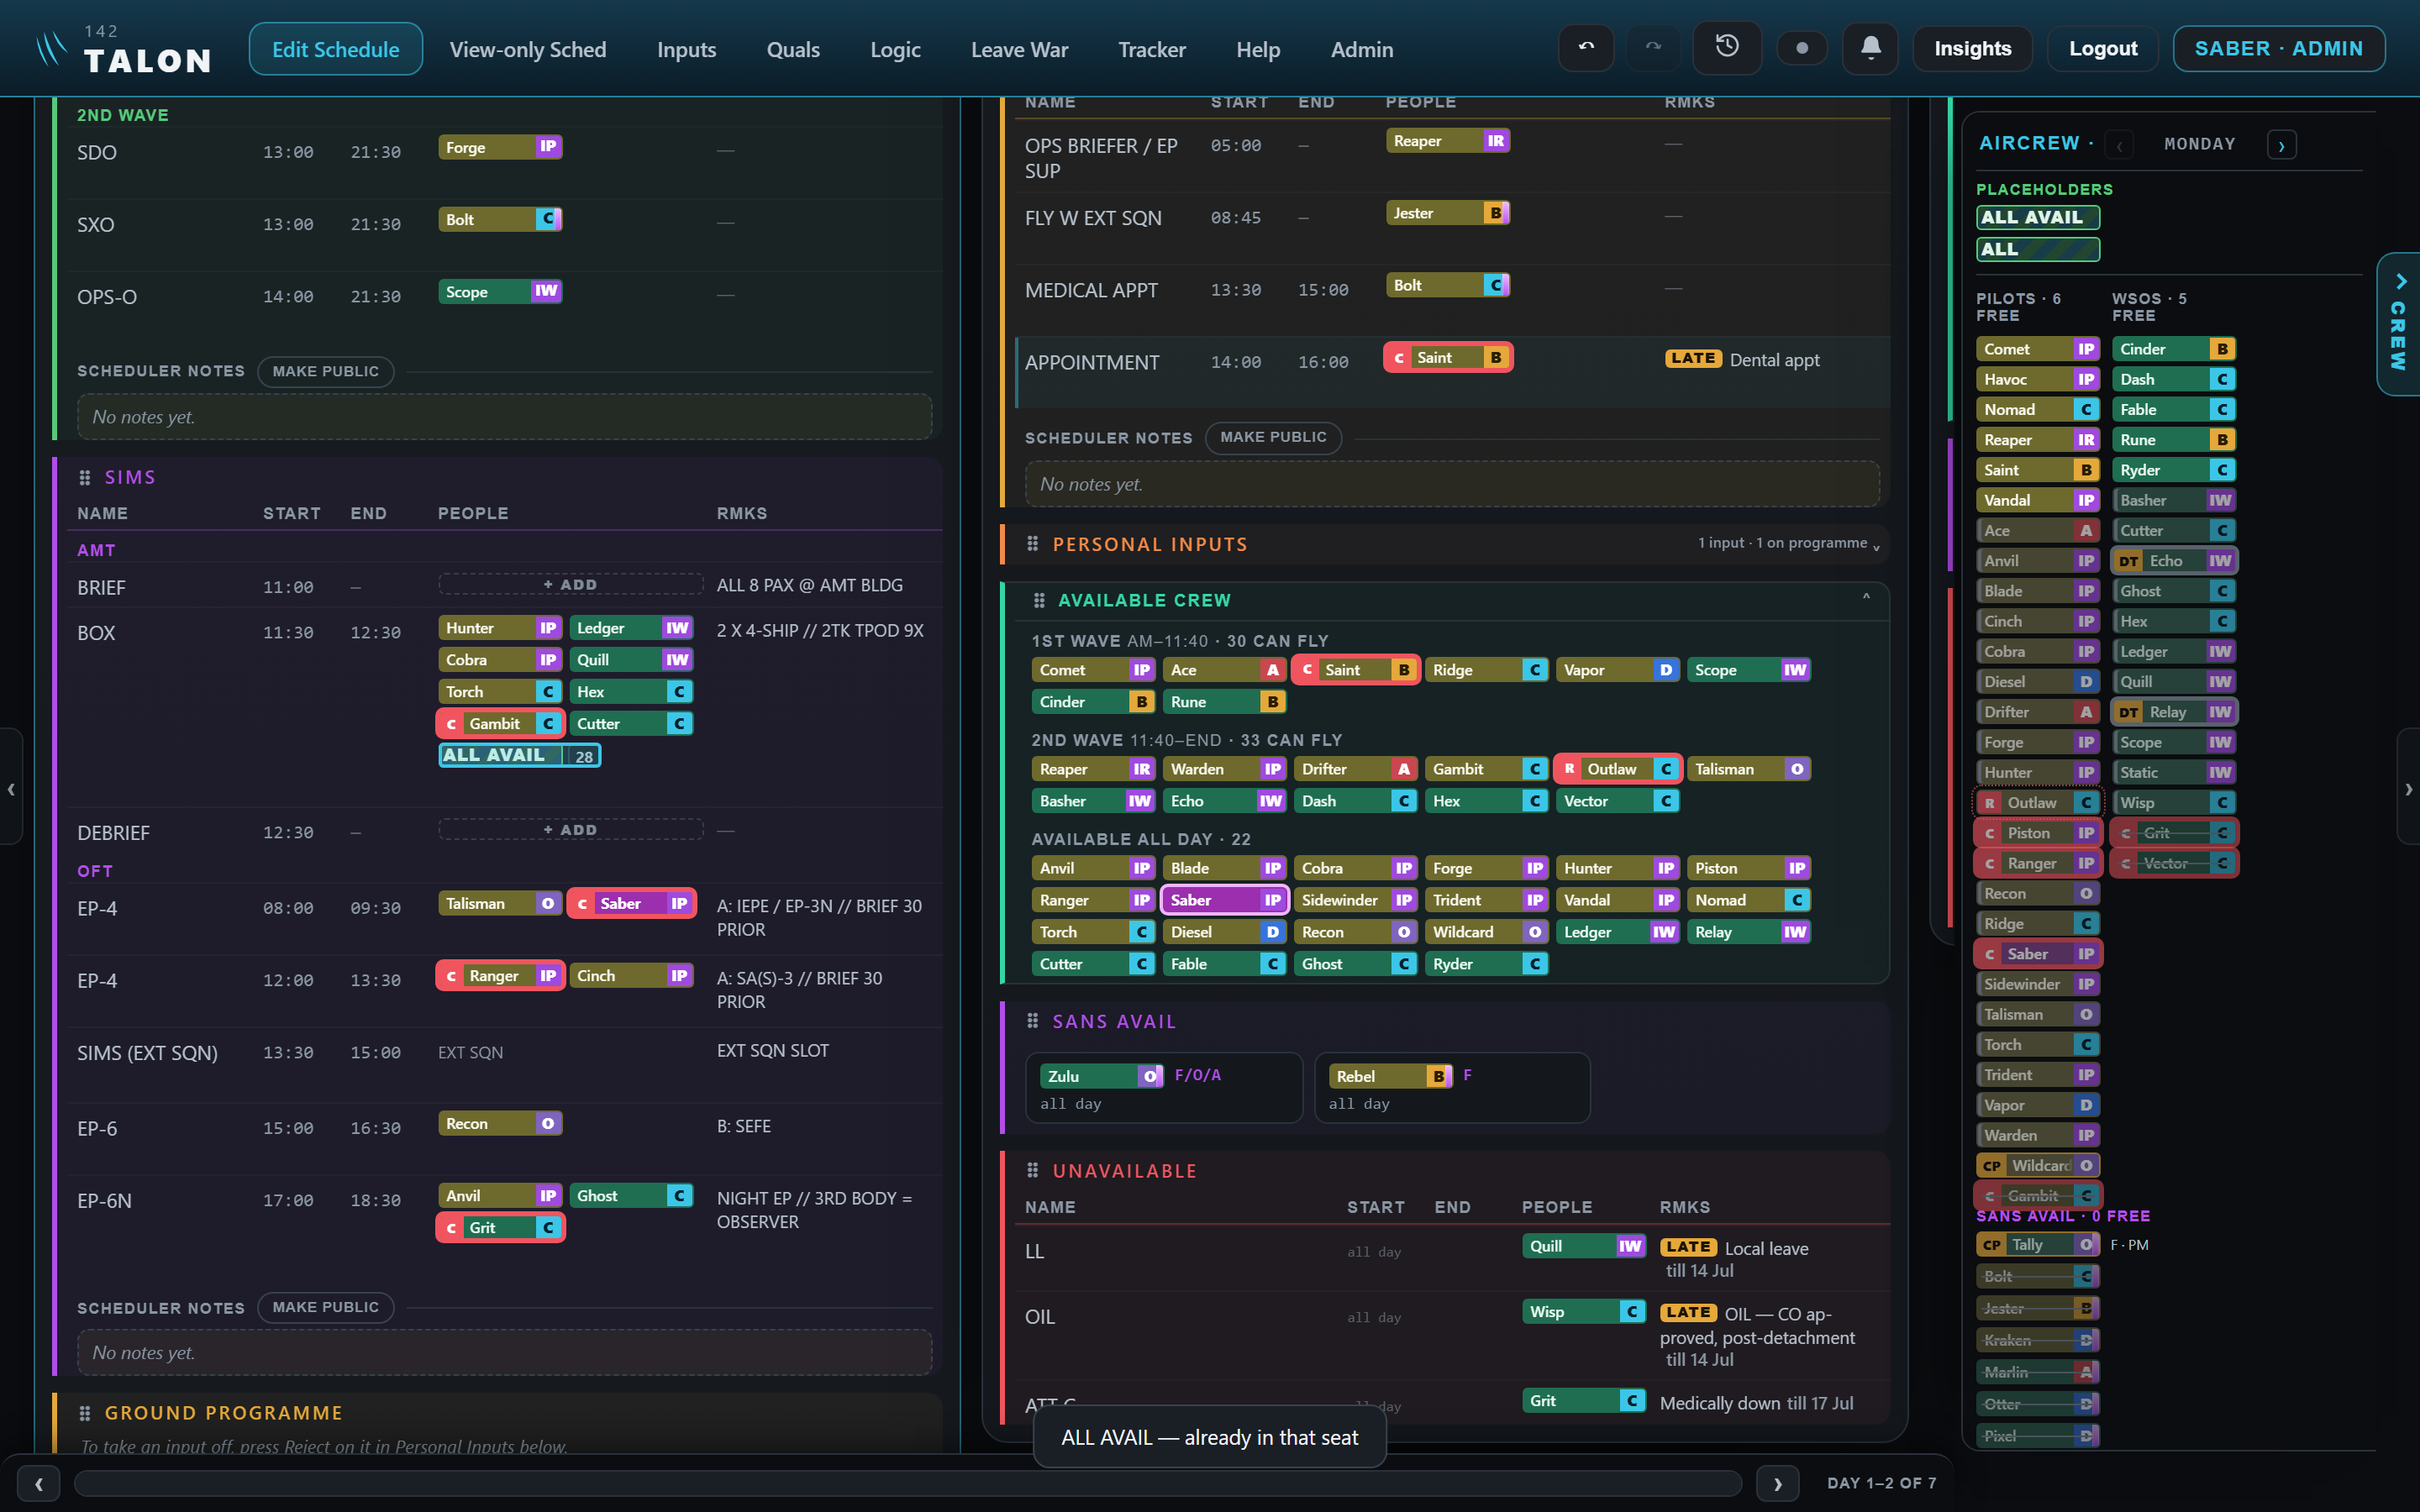 142
TALON
Edit Schedule
View-only Sched
Inputs
Quals
Logic
Leave War
Tracker
Help
Admin
Insights
Logout
SABER · ADMIN
2ND WAVE
SDO 13:00 21:30 Forge IP —
SXO 13:00 21:30 Bolt C —
OPS-O 14:00 21:30 Scope IW —
SCHEDULER NOTES MAKE PUBLIC
No notes yet.
SIMS
NAME START END PEOPLE RMKS
AMT
BRIEF 11:00 — + ADD ALL 8 PAX @ AMT BLDG
BOX 11:30 12:30 Hunter IP Ledger IW 2 X 4-SHIP // 2TK TPOD 9X
Cobra IP Quill IW
Torch C Hex C
C Gambit C Cutter C
ALL AVAIL 28
DEBRIEF 12:30 — + ADD —
OFT
EP-4 08:00 09:30 Talisman O C Saber IP A: IEPE / EP-3N // BRIEF 30
PRIOR
EP-4 12:00 13:30 C Ranger IP Cinch IP A: SA(S)-3 // BRIEF 30
PRIOR
SIMS (EXT SQN) 13:30 15:00 EXT SQN EXT SQN SLOT
EP-6 15:00 16:30 Recon O B: SEFE
EP-6N 17:00 18:30 Anvil IP Ghost C NIGHT EP // 3RD BODY =
C Grit C OBSERVER
SCHEDULER NOTES MAKE PUBLIC
No notes yet.
GROUND PROGRAMME
To take an input off, press Reject on it in Personal Inputs below.
NAME START END PEOPLE RMKS
OPS BRIEFER / EP 05:00 — Reaper IR —
SUP
FLY W EXT SQN 08:45 — Jester B —
MEDICAL APPT 13:30 15:00 Bolt C —
APPOINTMENT 14:00 16:00 C Saint B LATE Dental appt
SCHEDULER NOTES MAKE PUBLIC
No notes yet.
PERSONAL INPUTS 1 input · 1 on programme
AVAILABLE CREW
1ST WAVE AM–11:40 · 30 CAN FLY
Comet IP Ace A C Saint B Ridge C Vapor D Scope IW
Cinder B Rune B
2ND WAVE 11:40–END · 33 CAN FLY
Reaper IR Warden IP Drifter A Gambit C R Outlaw C Talisman O
Basher IW Echo IW Dash C Hex C Vector C
AVAILABLE ALL DAY · 22
Anvil IP Blade IP Cobra IP Forge IP Hunter IP Piston IP
Ranger IP Saber IP Sidewinder IP Trident IP Vandal IP Nomad C
Torch C Diesel D Recon O Wildcard O Ledger IW Relay IW
Cutter C Fable C Ghost C Ryder C
SANS AVAIL
Zulu O F/O/A
all day
Rebel B F
all day
UNAVAILABLE
NAME START END PEOPLE RMKS
LL all day Quill IW LATE Local leave
till 14 Jul
OIL all day Wisp C LATE OIL — CO ap-
proved, post-detachment
till 14 Jul
ATT C all day Grit C Medically down till 17 Jul
ALL AVAIL — already in that seat
DAY 1–2 OF 7
AIRCREW · MONDAY
PLACEHOLDERS
ALL AVAIL
ALL
PILOTS · 6 FREE
WSOS · 5 FREE
Comet IP Cinder B
Havoc IP Dash C
Nomad C Fable C
Reaper IR Rune B
Saint B Ryder C
Vandal IP Basher IW
Ace A Cutter C
Anvil IP DT Echo IW
Blade IP Ghost C
Cinch IP Hex C
Cobra IP Ledger IW
Diesel D Quill IW
Drifter A DT Relay IW
Forge IP Scope IW
Hunter IP Static IW
R Outlaw C Wisp C
C Piston IP C Grit C
C Ranger IP C Vector C
Recon O
Ridge C
C Saber IP
Sidewinder IP
Talisman O
Torch C
Trident IP
Vapor D
Warden IP
CP Wildcard O
C Gambit C
SANS AVAIL · 0 FREE
CP Tally O F · PM
Bolt C
Jester B
Kraken D
Marlin A
Otter D
Pixel D
CREW